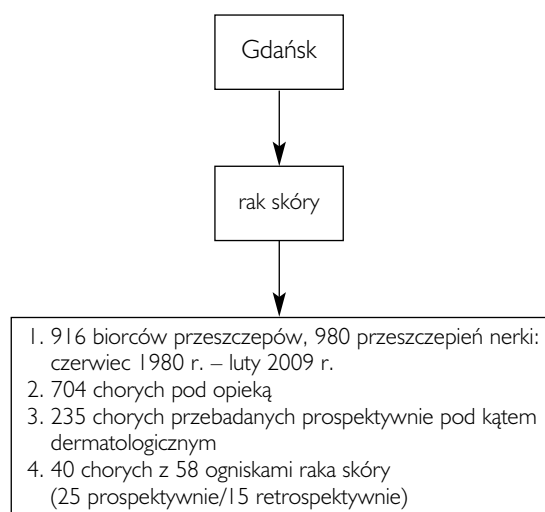 Gdańsk
rak skóry
1. 916 biorców przeszczepów, 980 przeszczepień nerki:
czerwiec 1980 r. – luty 2009 r.
2. 704 chorych pod opieką
3. 235 chorych przebadanych prospektywnie pod kątem
dermatologicznym
4. 40 chorych z 58 ogniskami raka skóry
(25 prospektywnie/15 retrospektywnie)